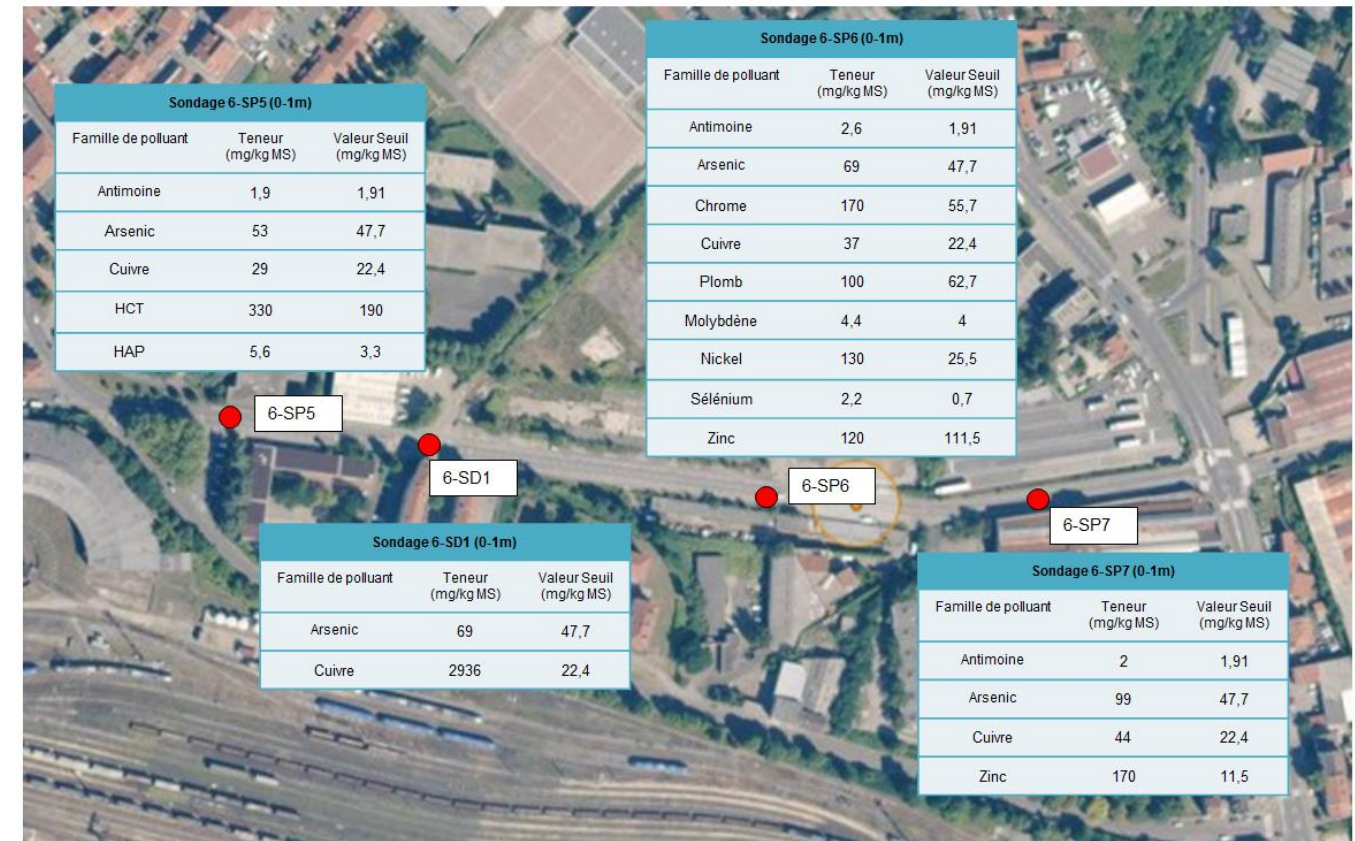 Sondage 6-SP5 (0-1m)
Famille de polluant Teneur (mg/kg MS) Valeur Seuil (mg/kg MS)
Antimoine 1,9 1,91
Arsenic 53 47,7
Cuivre 29 22,4
HCT 330 190
HAP 5,6 3,3
Sondage 6-SP6 (0-1m)
Famille de polluant Teneur (mg/kg MS) Valeur Seuil (mg/kg MS)
Antimoine 2,6 1,91
Arsenic 69 47,7
Chrome 170 55,7
Cuivre 37 22,4
Plomb 100 62,7
Molybdène 4,4 4
Nickel 130 25,5
Sélénium 2,2 0,7
Zinc 120 111,5
6-SP5
6-SD1
6-SP6
6-SP7
Sondage 6-SD1 (0-1m)
Famille de polluant Teneur (mg/kg MS) Valeur Seuil (mg/kg MS)
Arsenic 69 47,7
Cuivre 2936 22,4
Sondage 6-SP7 (0-1m)
Famille de polluant Teneur (mg/kg MS) Valeur Seuil (mg/kg MS)
Antimoine 2 1,91
Arsenic 99 47,7
Cuivre 44 22,4
Zinc 170 11,5